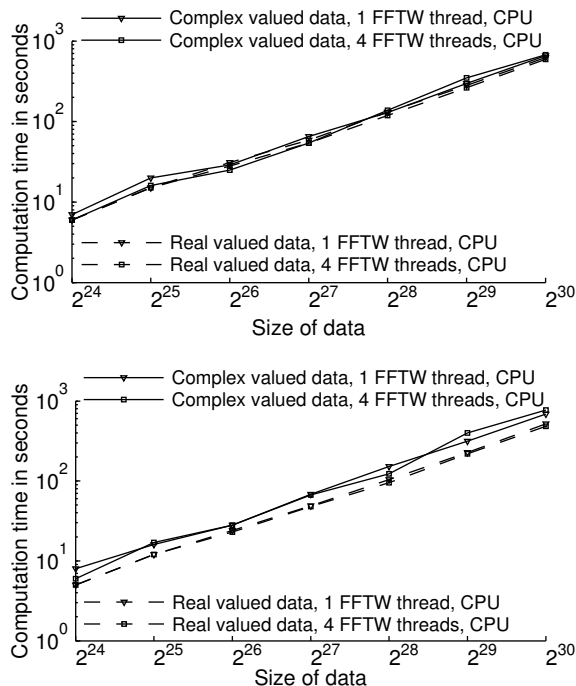 Complex valued data, 1 FFTW thread, CPU
Complex valued data, 4 FFTW threads, CPU
10^3
10^2
10^1
10^0
Computation time in seconds
Real valued data, 1 FFTW thread, CPU
Real valued data, 4 FFTW threads, CPU
2^24 2^25 2^26 2^27 2^28 2^29 2^30
Size of data
Complex valued data, 1 FFTW thread, CPU
Complex valued data, 4 FFTW threads, CPU
10^3
10^2
10^1
10^0
Computation time in seconds
Real valued data, 1 FFTW thread, CPU
Real valued data, 4 FFTW threads, CPU
2^24 2^25 2^26 2^27 2^28 2^29 2^30
Size of data